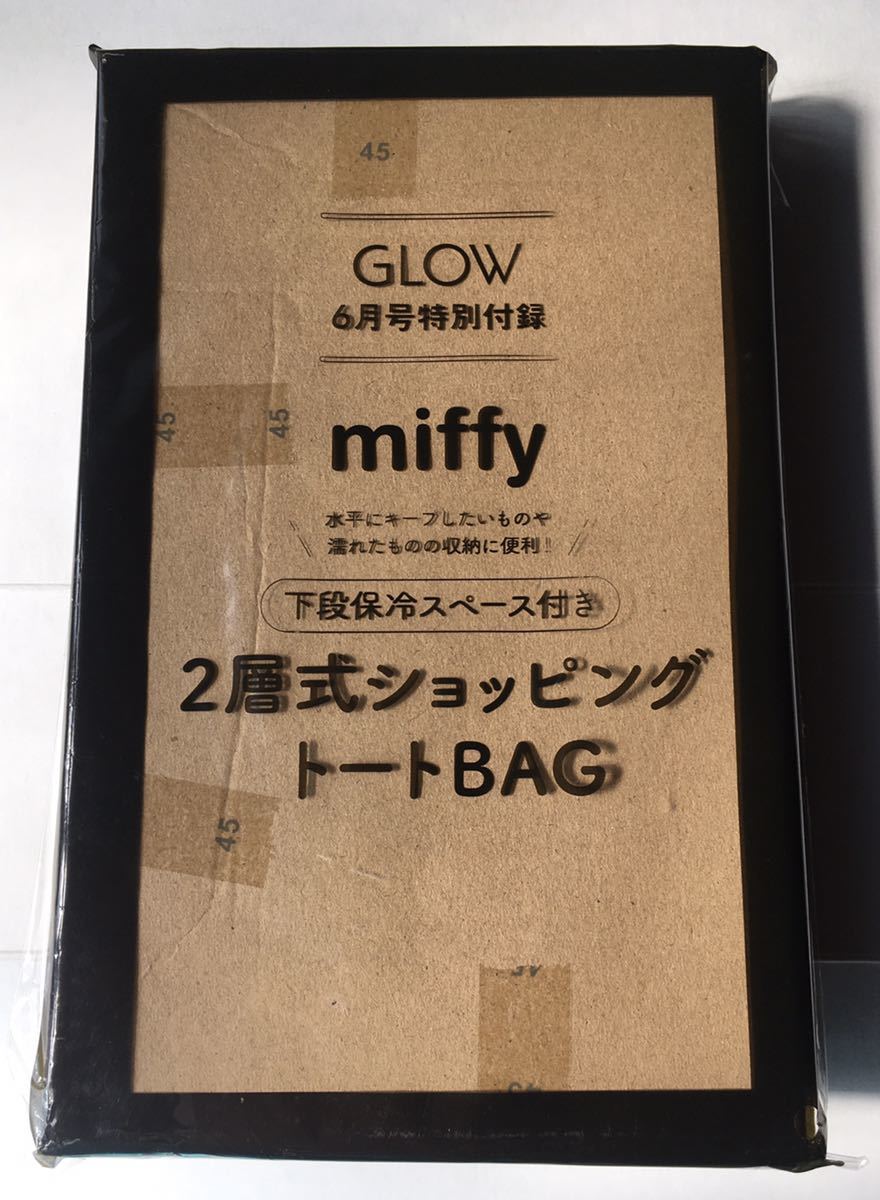 45
GLOW
6月号特別付録
45
45
miffy
水平にキープしたいものや
濡れたものの収納に便利!!
下段保冷スペース付き
2層式ショッピング
トートBAG
45